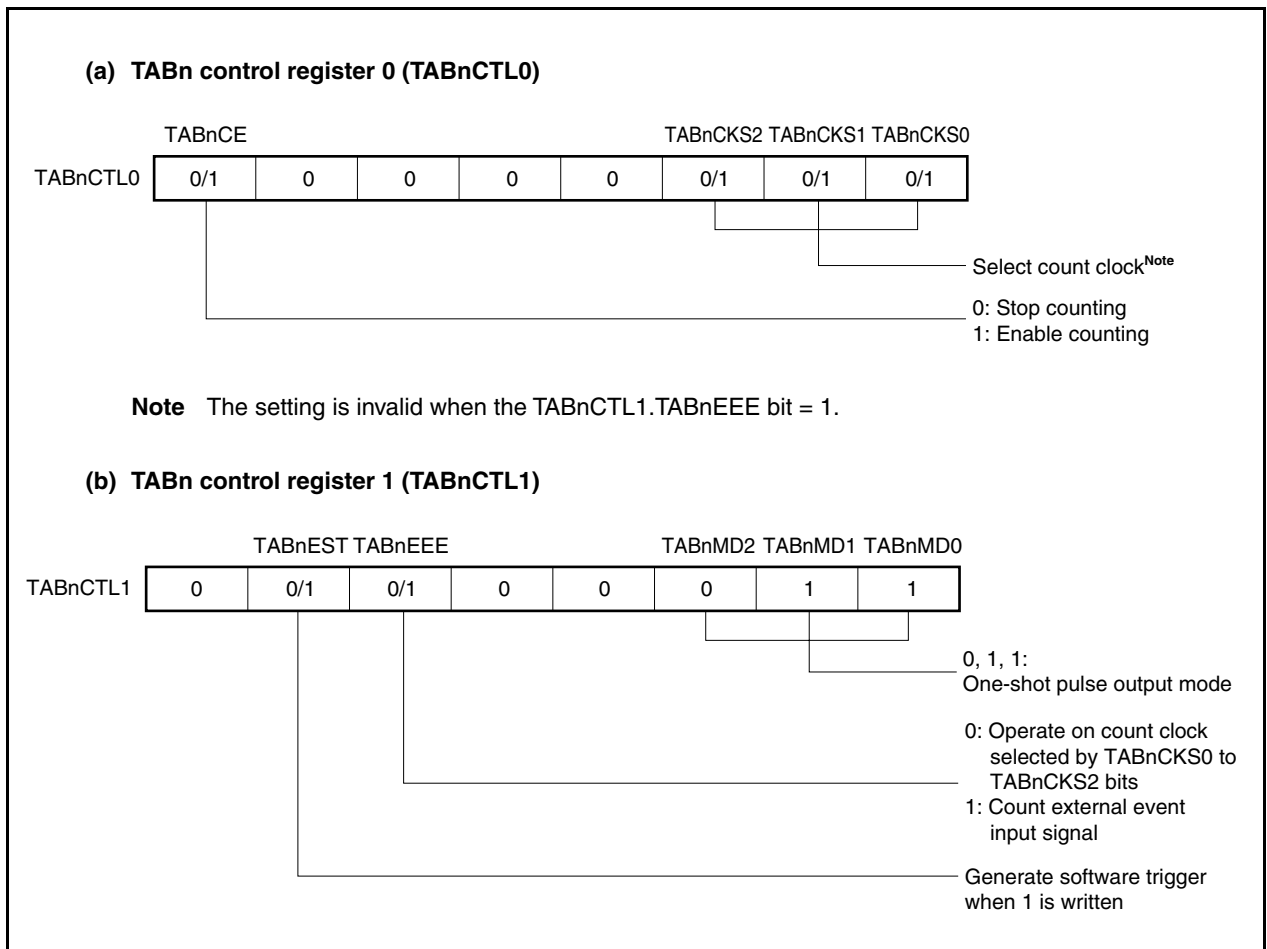 (a) TABn control register 0 (TABnCTL0)
TABnCE TABnCKS2 TABnCKS1 TABnCKS0
TABnCTL0 0/1 0 0 0 0 0/1 0/1 0/1
Select count clockNote
0: Stop counting
1: Enable counting
Note The setting is invalid when the TABnCTL1.TABnEEE bit = 1.
(b) TABn control register 1 (TABnCTL1)
TABnEST TABnEEE TABnMD2 TABnMD1 TABnMD0
TABnCTL1 0 0/1 0/1 0 0 0 1 1
0, 1, 1:
One-shot pulse output mode
0: Operate on count clock
selected by TABnCKS0 to
TABnCKS2 bits
1: Count external event
input signal
Generate software trigger
when 1 is written